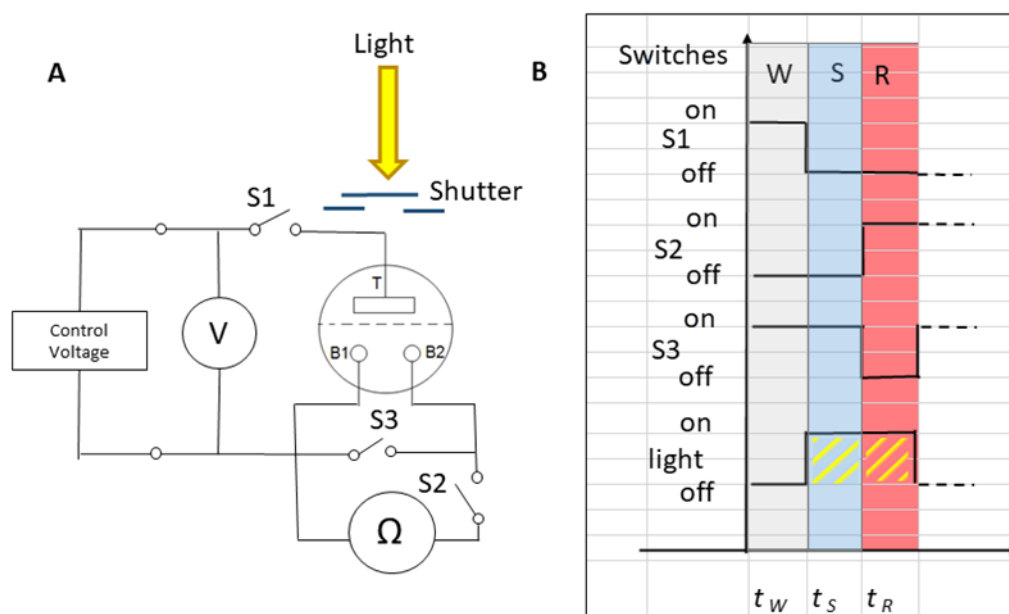 A
Light
Shutter
S1
T
B1
B2
Control
Voltage
V
S3
S2
Ω
B
Switches
W
S
R
on
S1
off
on
S2
off
on
S3
off
on
light
off
t W
t S
t R